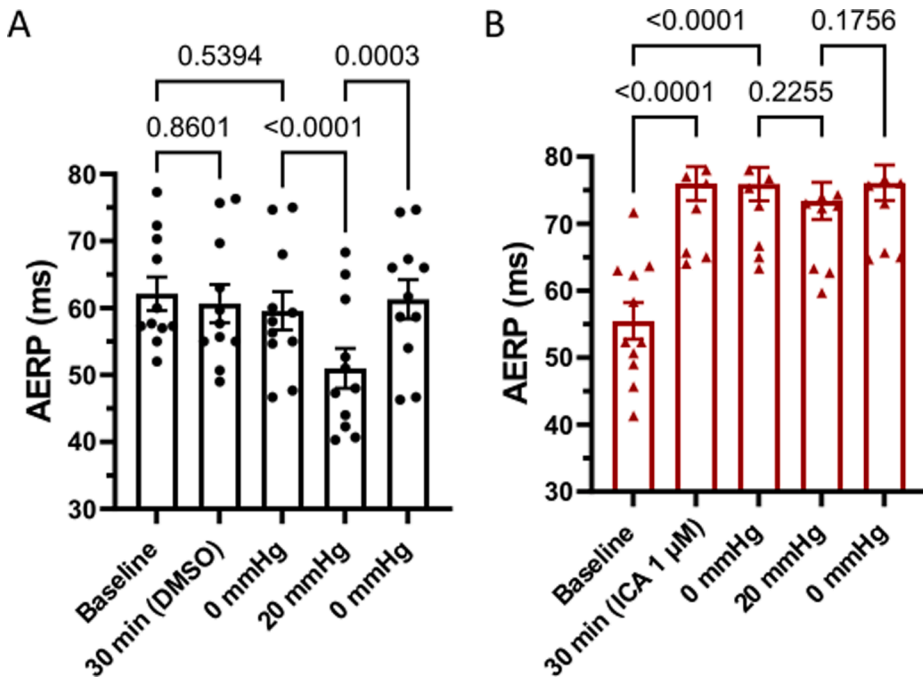 A
0.5394
0.0003
0.8601
<0.0001
80
70
60
50
40
30
AERP (ms)
Baseline
30 min (DMSO)
0 mmHg
20 mmHg
0 mmHg
B
<0.0001
0.1756
<0.0001
0.2255
80
70
60
50
40
30
AERP (ms)
Baseline
30 min (ICA 1 µM)
0 mmHg
20 mmHg
0 mmHg